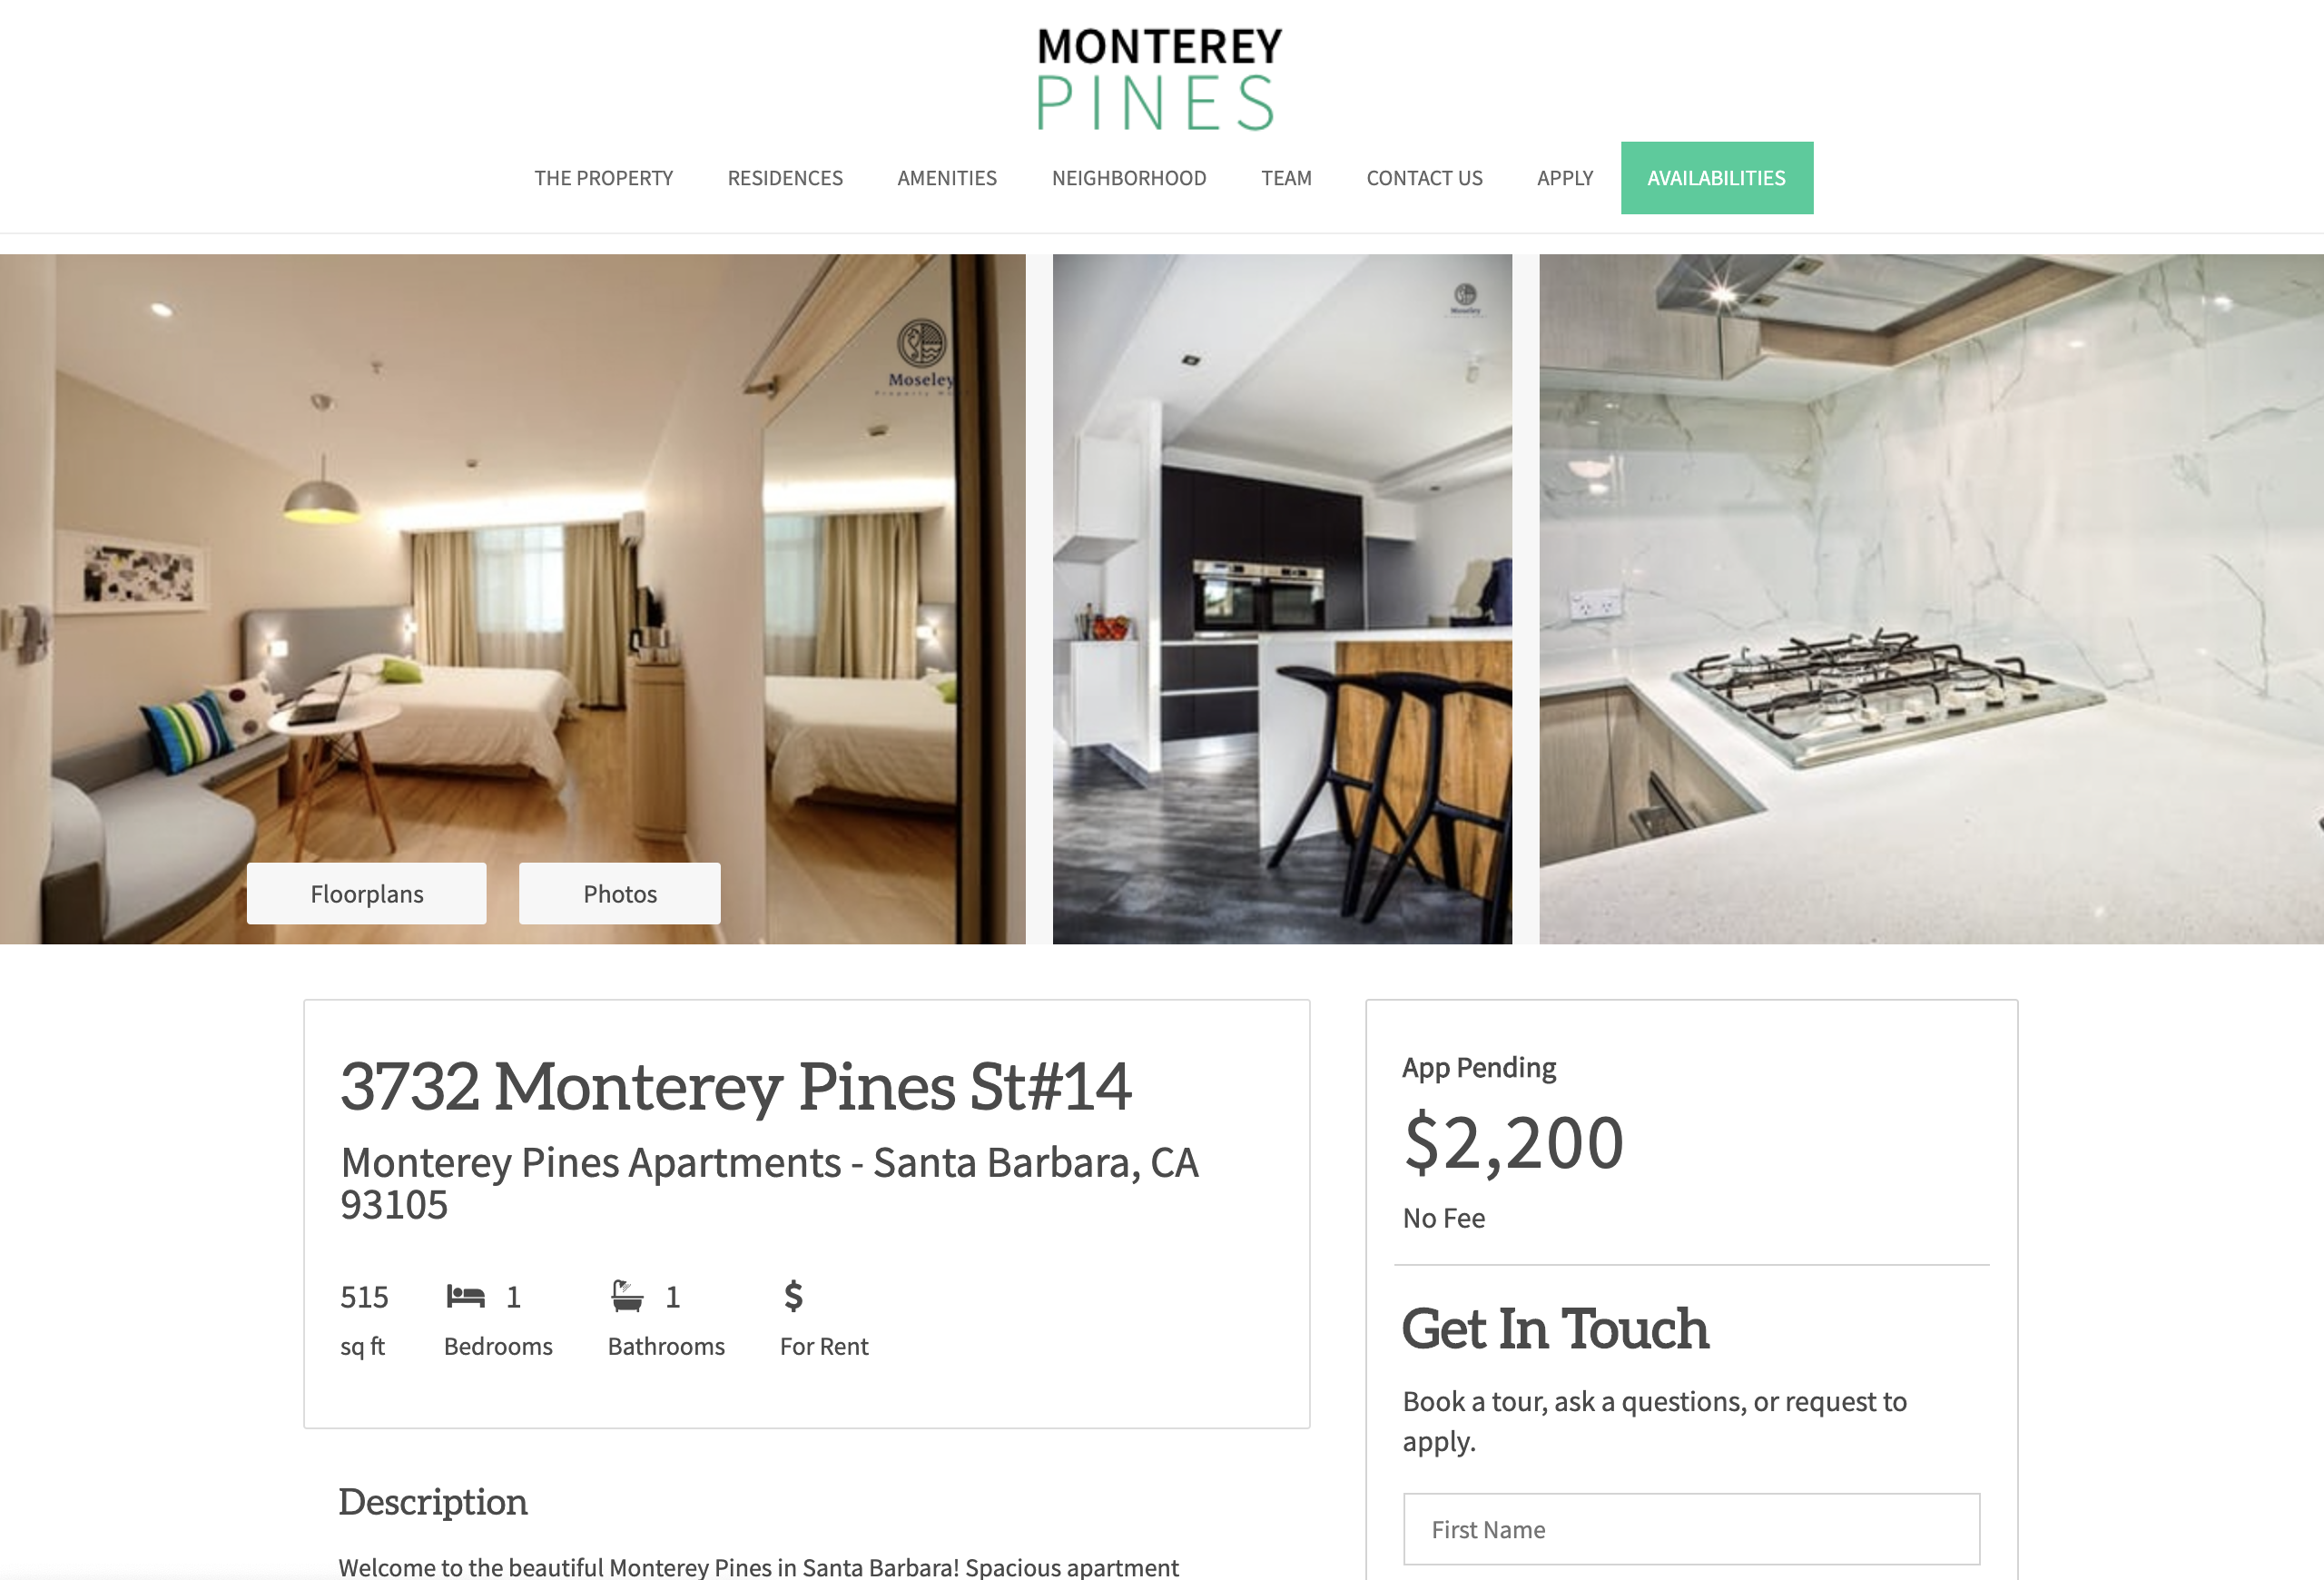 MONTEREY
PINES
THE PROPERTY RESIDENCES AMENITIES NEIGHBORHOOD TEAM CONTACT US APPLY AVAILABILITIES
Moseley
Moseley
Floorplans Photos
3732 Monterey Pines St#14
Monterey Pines Apartments - Santa Barbara, CA
93105
515 1 1 $
sq ft Bedrooms Bathrooms For Rent
Description
Welcome to the beautiful Monterey Pines in Santa Barbara! Spacious apartment
App Pending
$2,200
No Fee
Get In Touch
Book a tour, ask a questions, or request to
apply.
First Name